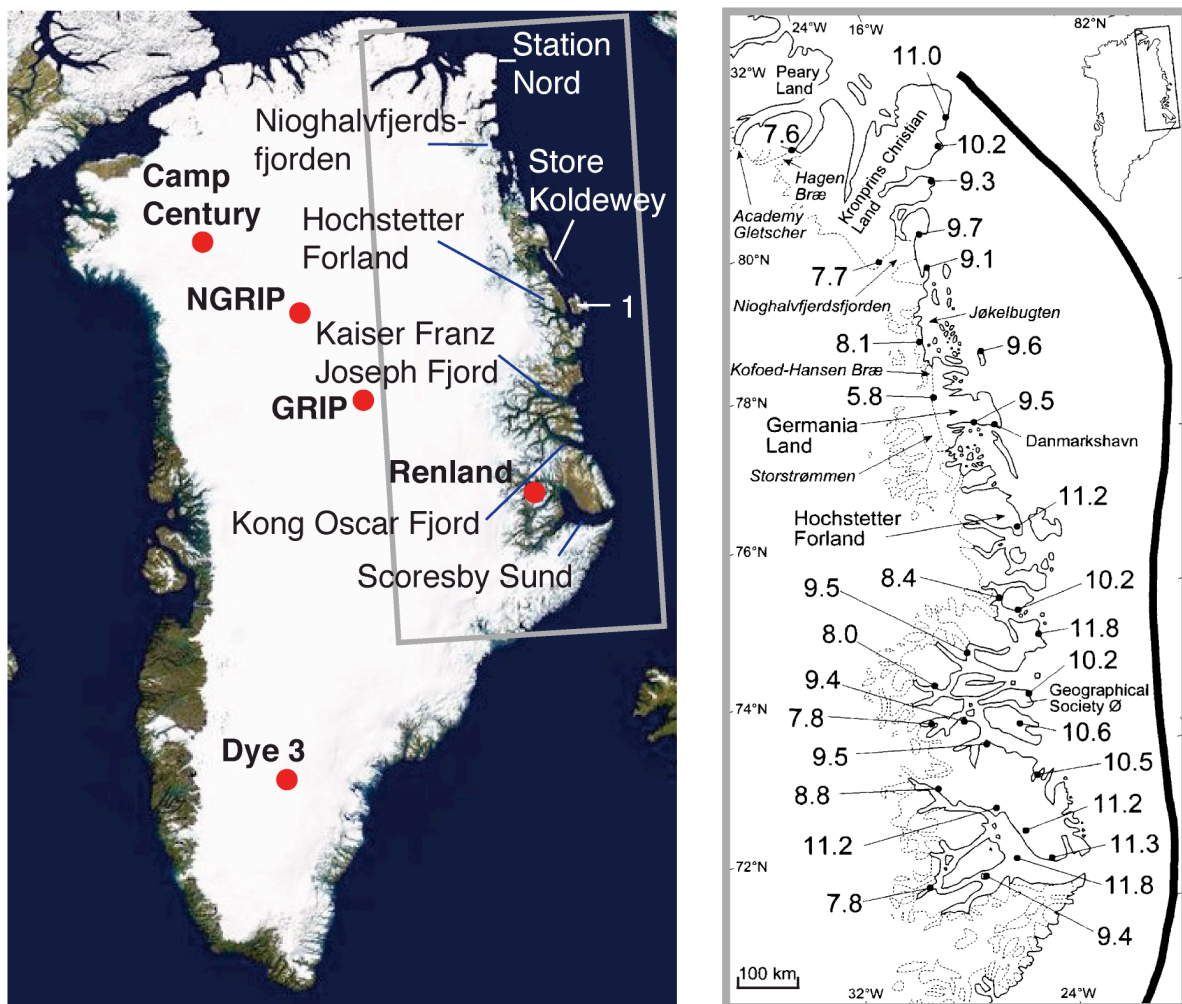 Station
Nord
Nioghalvfjerds-
fjorden
Store
Koldewey
Camp
Century
Hochstetter
Forland
NGRIP
1
Kaiser Franz
Joseph Fjord
GRIP
Renland
Kong Oscar Fjord
Scoresby Sund
Dye 3
24°W
16°W
82°N
32°W
Peary
Land
11.0
7.6
10.2
Kronprins Christian
Land
Hagen
Bræ
9.3
Academy
Gletscher
9.7
80°N
7.7
9.1
Nioghalvfjerdsfjorden
Jøkelbugten
8.1
9.6
Kofoed-Hansen Bræ
5.8
78°N
9.5
Germania
Land
Danmarkshavn
Storstrømmen
11.2
Hochstetter
Forland
76°N
8.4
10.2
9.5
11.8
8.0
10.2
9.4
Geographical
Society Ø
74°N
7.8
10.6
9.5
10.5
8.8
11.2
11.2
11.3
72°N
11.8
7.8
9.4
100 km
32°W
24°W